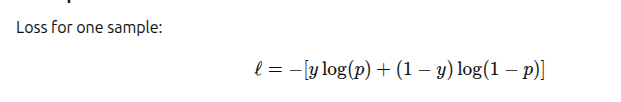 Loss for one sample:
ℓ = −[y log(p) + (1 − y) log(1 − p)]